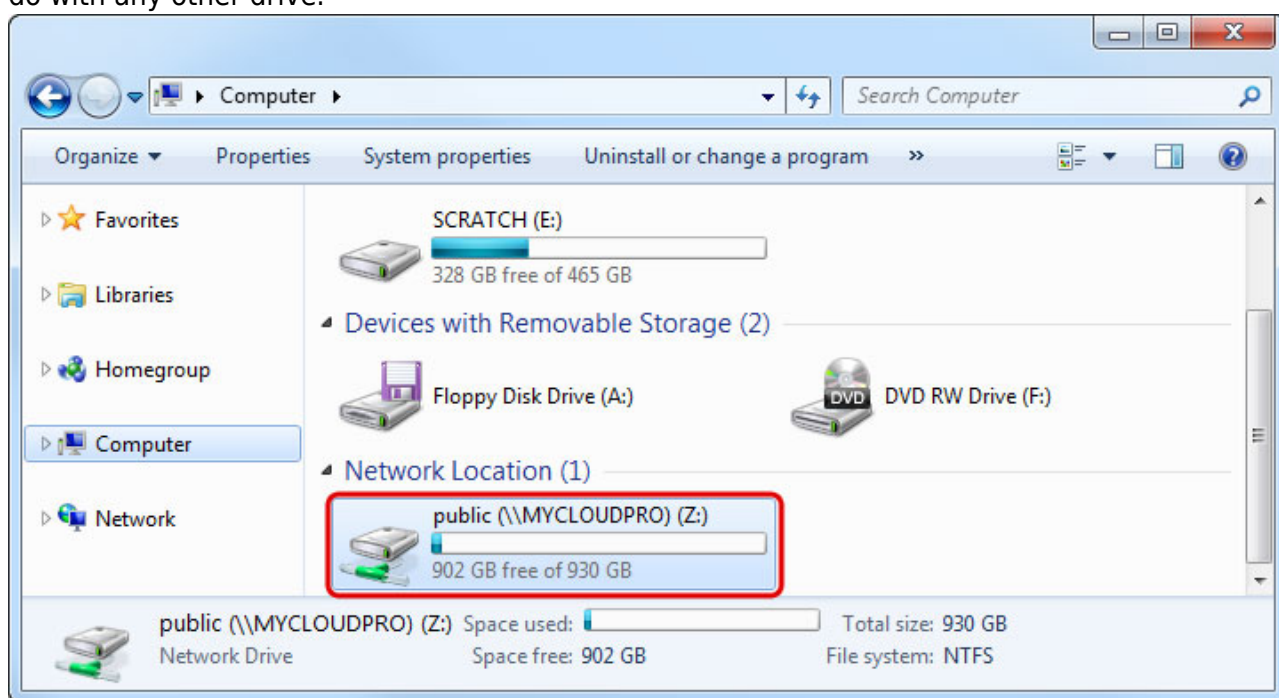 do with any other drive.
Computer
Search Computer
Organize Properties System properties Uninstall or change a program »
Favorites
Libraries
Homegroup
Computer
Network
SCRATCH (E:)
328 GB free of 465 GB
Devices with Removable Storage (2)
Floppy Disk Drive (A:)
DVD DVD RW Drive (F:)
Network Location (1)
public (\\MYCLOUDPRO) (Z:)
902 GB free of 930 GB
public (\\MYCLOUDPRO) (Z:) Space used: Total size: 930 GB
Network Drive Space free: 902 GB File system: NTFS